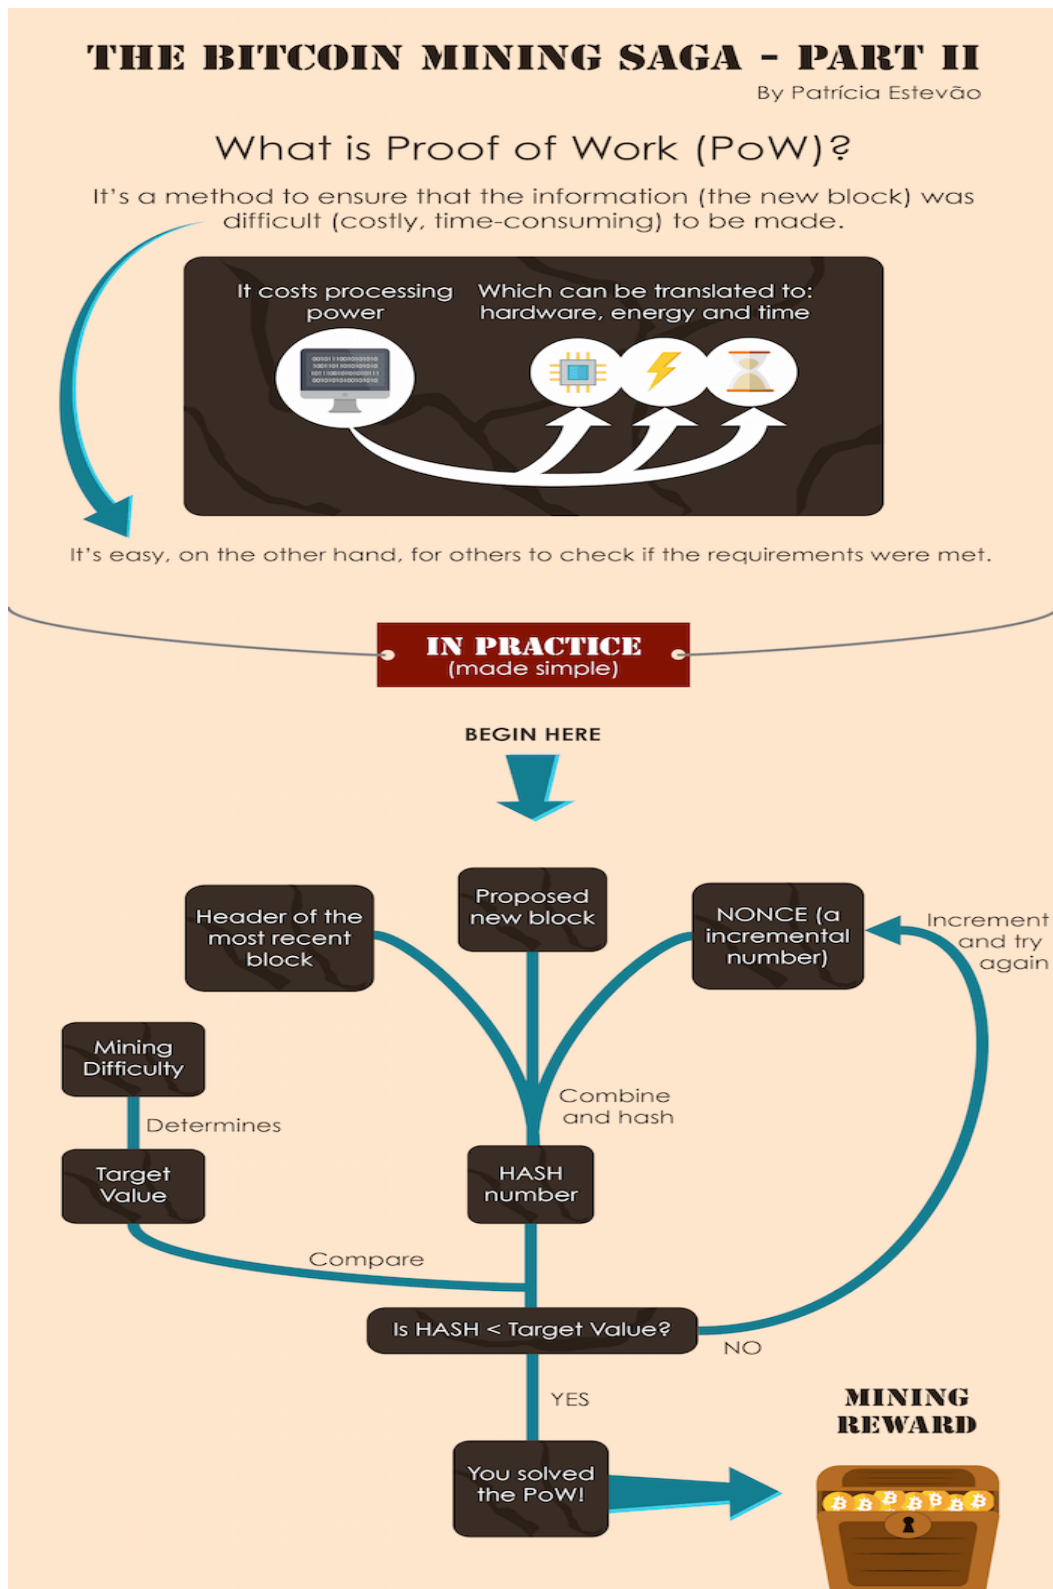 THE BITCOIN MINING SAGA - PART II
By Patrícia Estevão
What is Proof of Work (PoW)?
It's a method to ensure that the information (the new block) was
difficult (costly, time-consuming) to be made.
It costs processing
power
Which can be translated to:
hardware, energy and time
It's easy, on the other hand, for others to check if the requirements were met.
IN PRACTICE
(made simple)
BEGIN HERE
Header of the
most recent
block
Proposed
new block
NONCE (a
incremental
number)
Increment
and try
again
Mining
Difficulty
Determines
Target
Value
Combine
and hash
HASH
number
Compare
Is HASH < Target Value?
NO
YES
You solved
the PoW!
MINING
REWARD